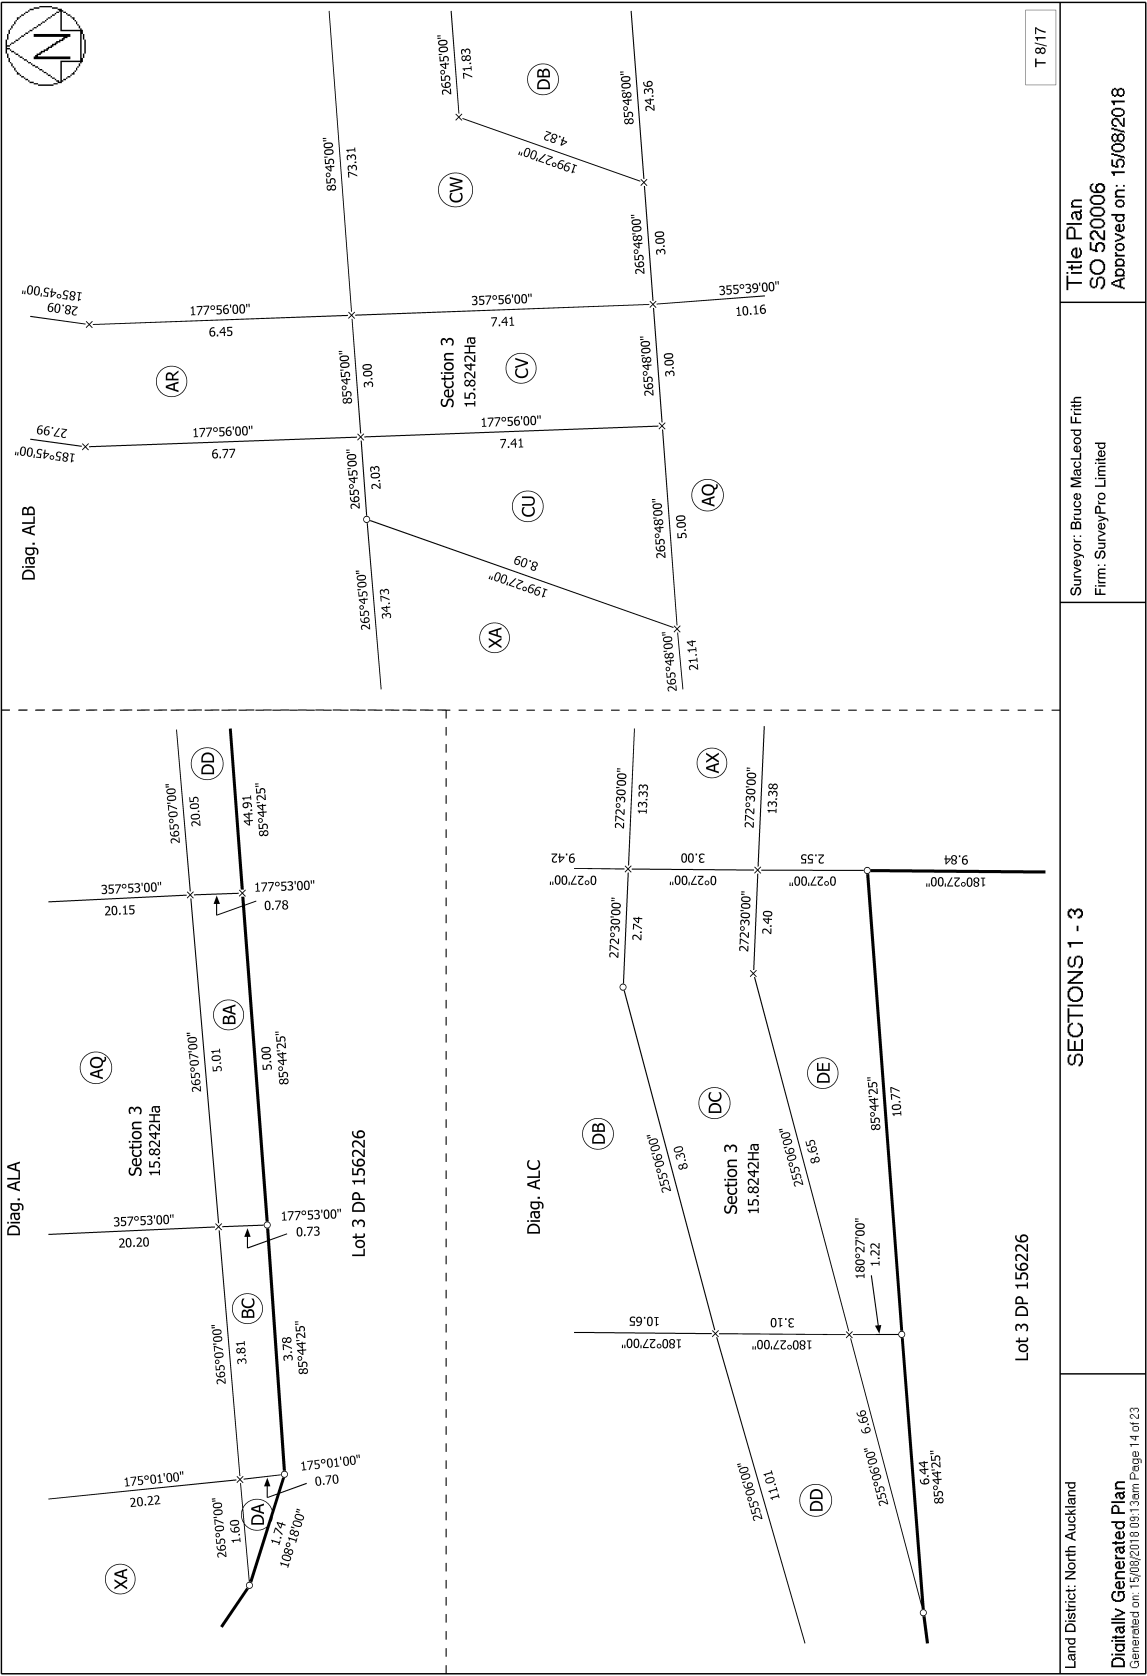 Diag. ALA
XA
20.22
175°01'00"
265°07'00"
1.60
DA
1.74
108°18'00"
175°01'00"
0.70
265°07'00"
3.81
BC
3.78
85°44'25"
357°53'00"
20.20
177°53'00"
0.73
AQ
Section 3
15.8242Ha
265°07'00"
5.01
BA
5.00
85°44'25"
357°53'00"
20.15
177°53'00"
0.78
265°07'00"
20.05
DD
44.91
85°44'25"
Lot 3 DP 156226
Diag. ALB
27.99
185°45'00"
28.09
185°45'00"
AR
177°56'00"
6.77
177°56'00"
6.45
265°45'00"
34.73
265°45'00"
2.03
85°45'00"
3.00
85°45'00"
73.31
XA
199°27'00"
8.09
CU
177°56'00"
7.41
Section 3
15.8242Ha
CV
357°56'00"
7.41
CW
199°27'00"
4.82
265°45'00"
71.83
DB
265°48'00"
21.14
265°48'00"
5.00
AQ
265°48'00"
3.00
265°48'00"
3.00
85°48'00"
24.36
355°39'00"
10.16
T 8/17
Diag. ALC
10.65
180°27'00"
3.10
180°27'00"
DB
272°30'00"
2.74
9.42
0°27'00"
272°30'00"
13.33
AX
3.00
0°27'00"
272°30'00"
2.40
272°30'00"
13.38
2.55
0°27'00"
255°06'00"
8.30
DC
Section 3
15.8242Ha
255°06'00"
8.65
DE
255°06'00"
11.01
DD
255°06'00"
6.66
180°27'00"
1.22
85°44'25"
10.77
9.84
180°27'00"
6.44
85°44'25"
Lot 3 DP 156226
Land District: North Auckland
Digitally Generated Plan
Generated on: 15/08/2018 09:13am Page 14 of 23
SECTIONS 1 - 3
Surveyor: Bruce MacLeod Frith
Firm: SurveyPro Limited
Title Plan
SO 520006
Approved on: 15/08/2018
N